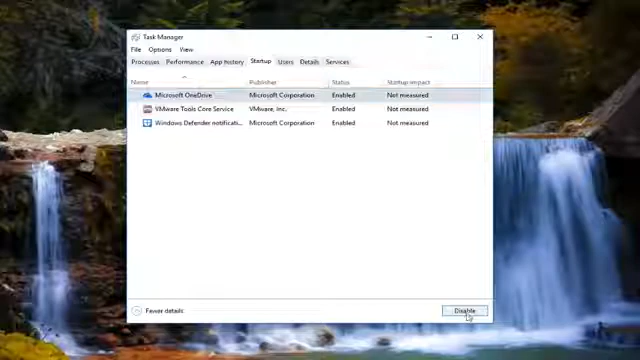 Task Manager
File Options View
Processes Performance App history Startup Users Details Services
Name Publisher Status Startup impact
Microsoft OneDrive Microsoft Corporation Enabled Not measured
VMware Tools Core Service VMware, Inc. Enabled Not measured
Windows Defender notificati... Microsoft Corporation Enabled Not measured
Fewer details Disable